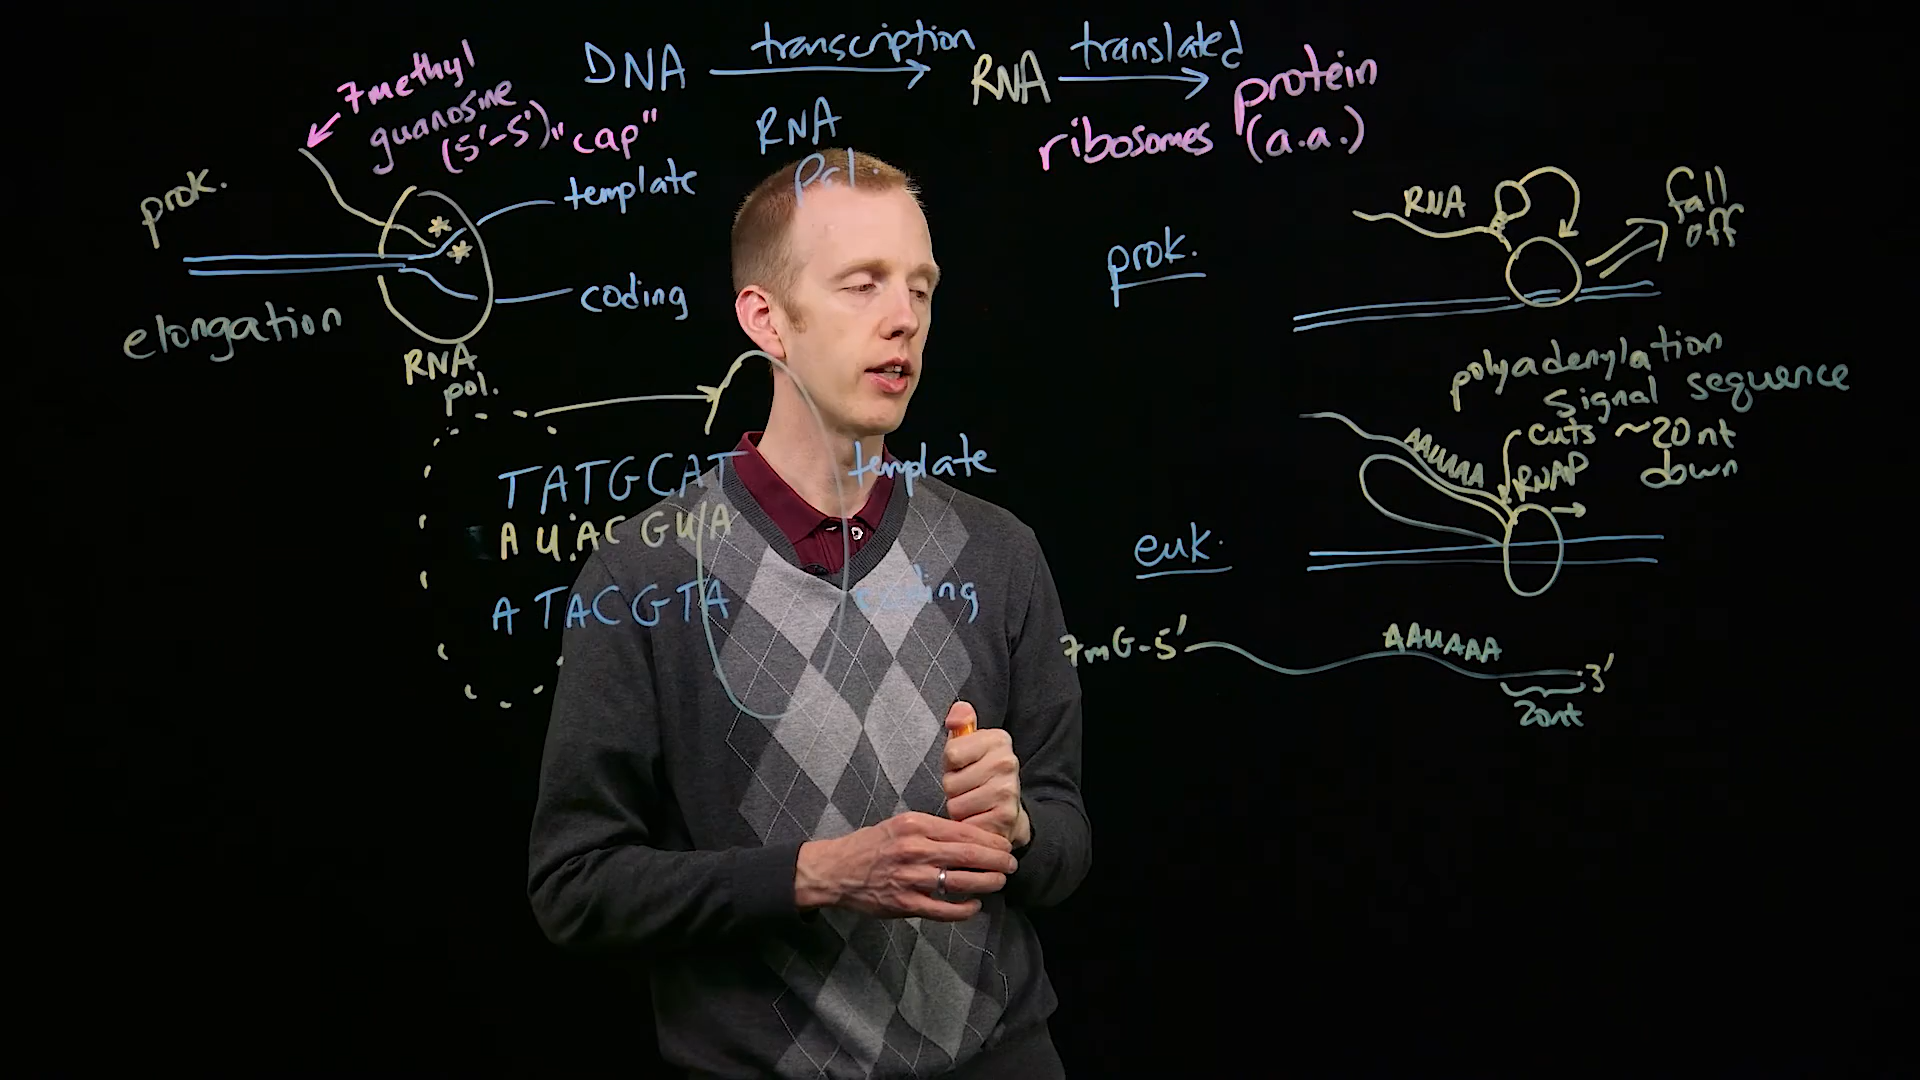 DNA transcription RNA translated protein
RNA Pol.
ribosomes (a.a.)
7methyl
guanosine
(5'-5') "cap"
prok.
template
coding
elongation
RNA
pol.
TATGCAT template
AUACGUA
ATACGTA coding
prok.
RNA
fall
off
polyadenylation
signal sequence
cuts ~20nt
down
AAUAAA
RNAP
euk.
7mG-5' AAUAAA 3'
20nt